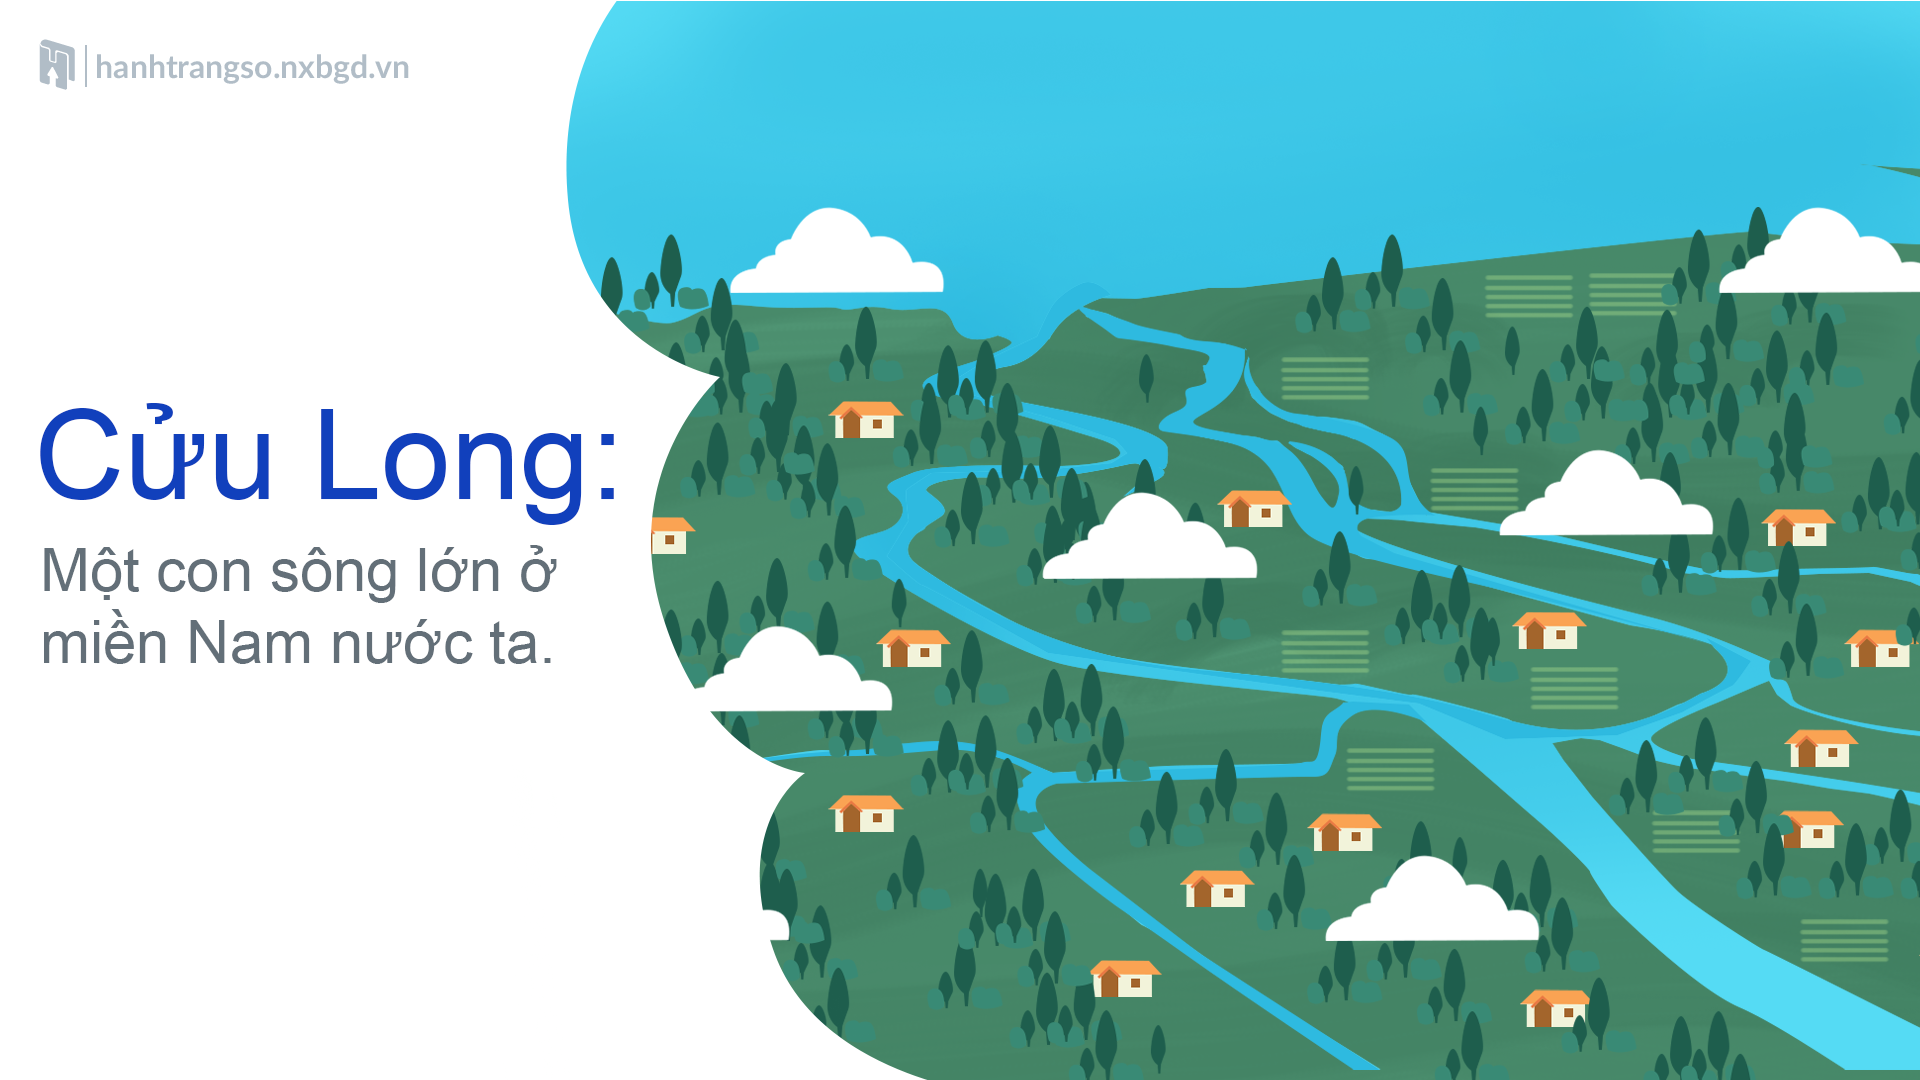 hanhtrangso.nxbgd.vn
Cửu Long:
Một con sông lớn ở
miền Nam nước ta.